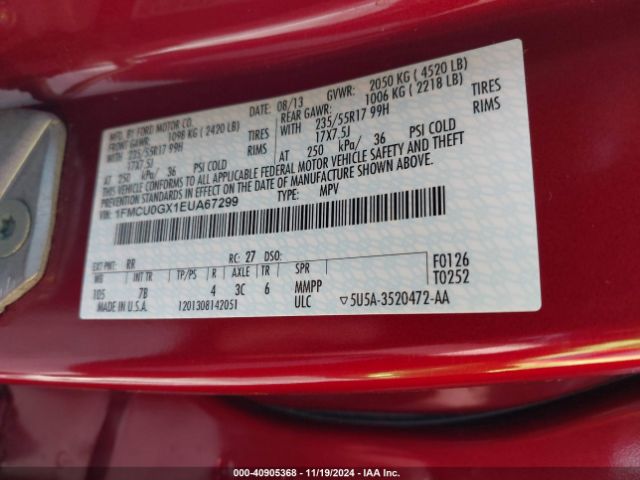 MFD. BY FORD MOTOR CO.
DATE: 08/13 GVWR: 2050 KG ( 4520 LB)
FRONT GAWR: 1098 KG ( 2420 LB)
REAR GAWR: 1006 KG ( 2218 LB)
WITH 235/55R17 99H TIRES
17X7.5J RIMS
AT 250 kPa/ 36 PSI COLD
WITH 235/55R17 99H TIRES
17X7.5J RIMS
AT 250 kPa/ 36 PSI COLD
THIS VEHICLE CONFORMS TO ALL APPLICABLE FEDERAL MOTOR VEHICLE SAFETY AND THEFT
PREVENTION STANDARDS IN EFFECT ON THE DATE OF MANUFACTURE SHOWN ABOVE.
VIN: 1FMCU0GX1EUA67299 TYPE: MPV
EXT PNT: RR RC: 27 DSO: F0126
WB INT TR TP/PS R AXLE TR SPR T0252
105 7B 4 3C 6 MMPP
MADE IN U.S.A. 1201308142051 ULC ▽5U5A-3520472-AA
000-40905368 - 11/19/2024 - IAA Inc.